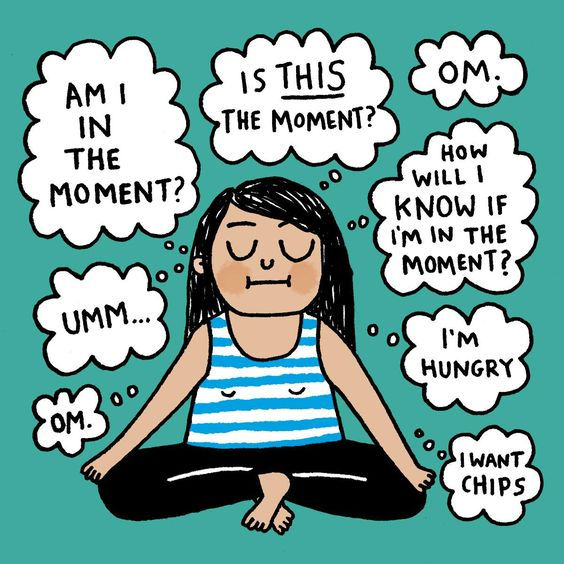 AM I
IN
THE
MOMENT?
IS THIS
THE MOMENT?
OM.
HOW
WILL I
KNOW IF
I'M IN THE
MOMENT?
UMM...
I'M
HUNGRY
OM.
I WANT
CHIPS